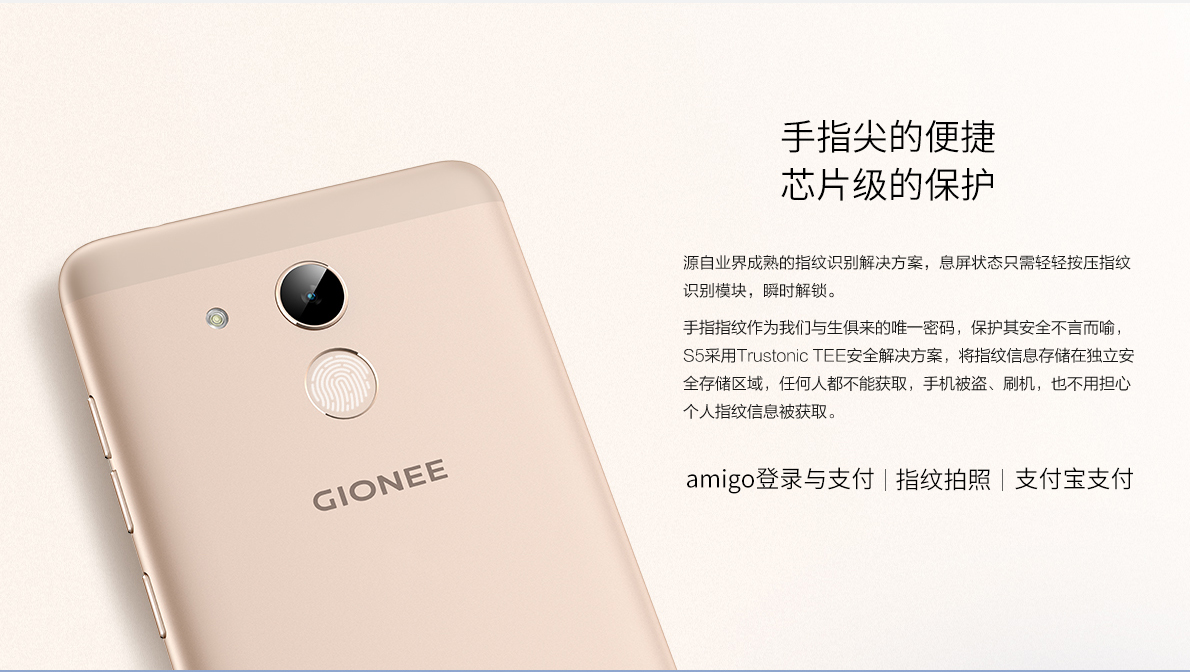 手指尖的便捷
芯片级的保护
源自业界成熟的指纹识别解决方案，息屏状态只需轻轻按压指纹
识别模块，瞬时解锁。
手指指纹作为我们与生俱来的唯一密码，保护其安全不言而喻，
S5采用Trustonic TEE安全解决方案，将指纹信息存储在独立安
全存储区域，任何人都不能获取，手机被盗、刷机，也不用担心
个人指纹信息被获取。
amigo登录与支付|指纹拍照|支付宝支付
GIONEE